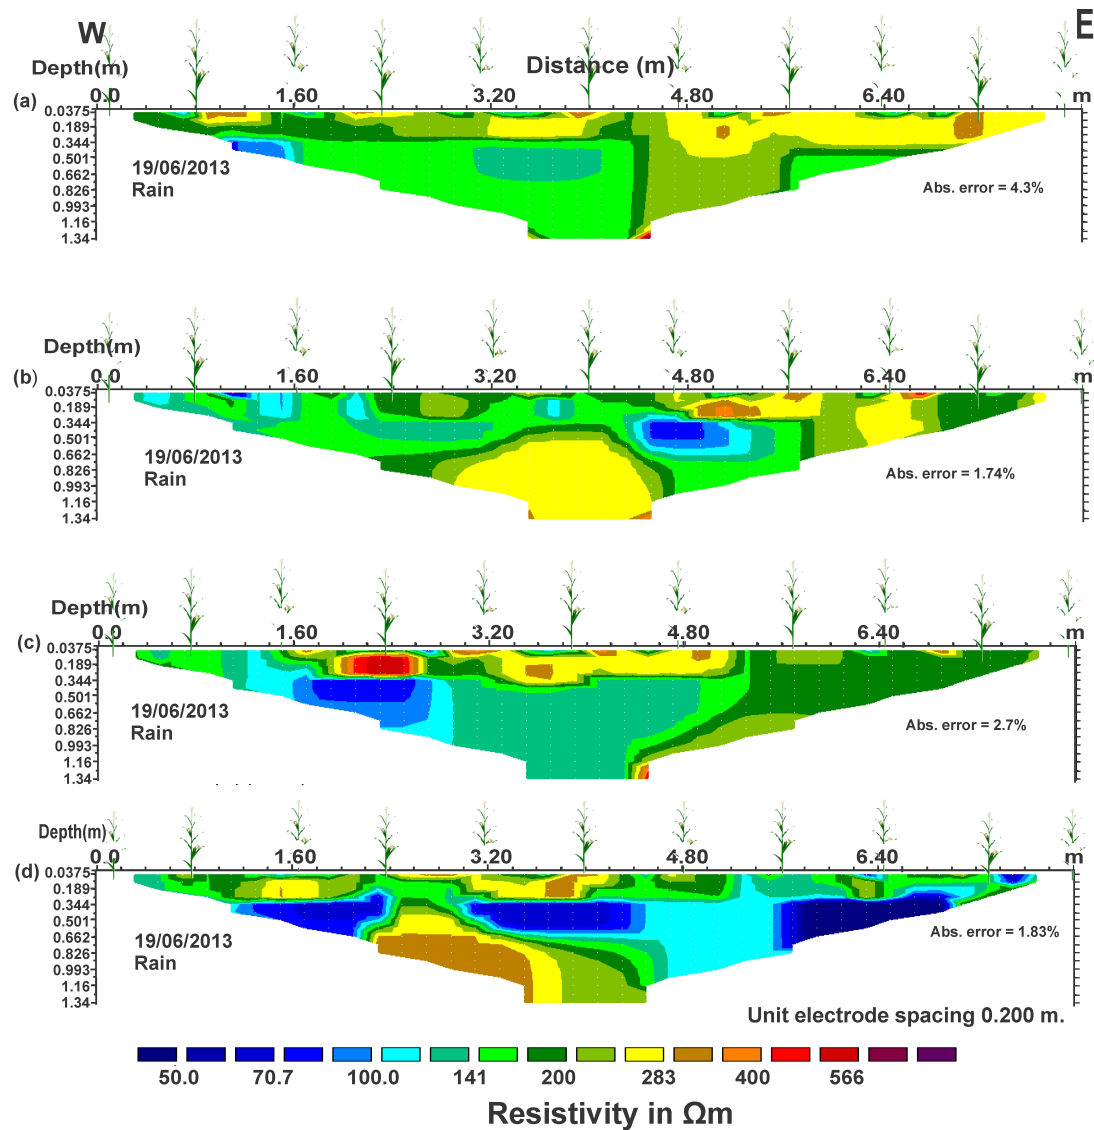 W E
Depth(m) Distance (m)
(a) 0.0 1.60 3.20 4.80 6.40 m
0.0375
0.189
0.344
0.501
0.662
0.826
0.993
1.16
1.34
19/06/2013
Rain
Abs. error = 4.3%
Depth(m)
(b) 0.0 1.60 3.20 4.80 6.40 m
0.0375
0.189
0.344
0.501
0.662
0.826
0.993
1.16
1.34
19/06/2013
Rain
Abs. error = 1.74%
Depth(m)
(c) 0.0 1.60 3.20 4.80 6.40 m
0.0375
0.189
0.344
0.501
0.662
0.826
0.993
1.16
1.34
19/06/2013
Rain
Abs. error = 2.7%
Depth(m)
(d) 0.0 1.60 3.20 4.80 6.40 m
0.0375
0.189
0.344
0.501
0.662
0.826
0.993
1.16
1.34
19/06/2013
Rain
Abs. error = 1.83%
Unit electrode spacing 0.200 m.
50.0 70.7 100.0 141 200 283 400 566
Resistivity in Ωm